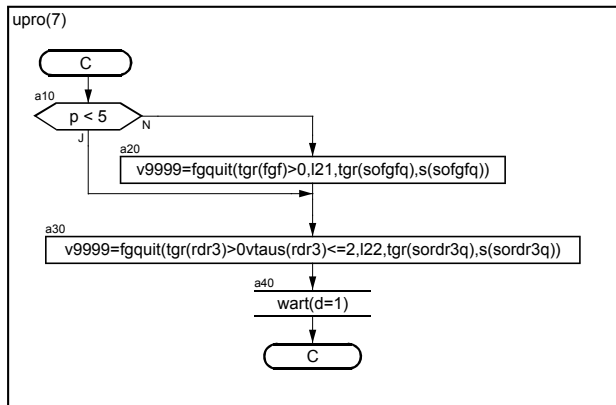 upro(7)
C
a10
p < 5
N
J
a20
v9999=fgquit(tgr(fgf)>0,l21,tgr(sofgfq),s(sofgfq))
a30
v9999=fgquit(tgr(rdr3)>0vtaus(rdr3)<=2,l22,tgr(sordr3q),s(sordr3q))
a40
wart(d=1)
C